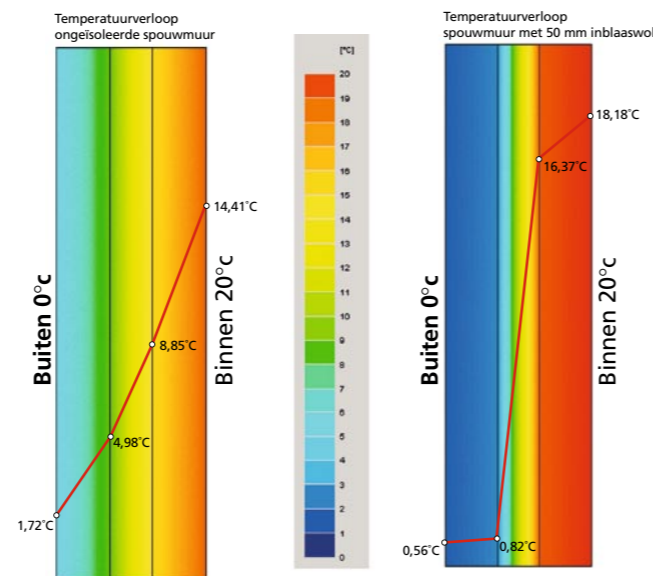 Temperatuurverloop
ongeïsoleerde spouwmuur
Buiten 0°c
1,72°C
4,98°C
8,85°C
14,41°C
Binnen 20°c
[°C]
20
19
18
17
16
15
14
13
12
11
10
9
8
7
6
5
4
3
2
1
0
Temperatuurverloop
spouwmuur met 50 mm inblaaswol
Buiten 0°c
0,56°C
0,82°C
16,37°C
18,18°C
Binnen 20°c